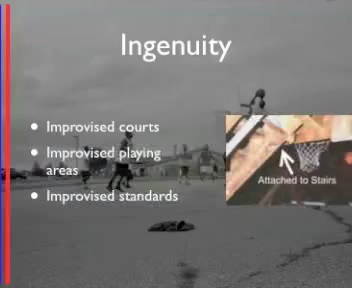 Ingenuity
Improvised courts
Improvised playing
areas
Improvised standards
Attached to Stairs